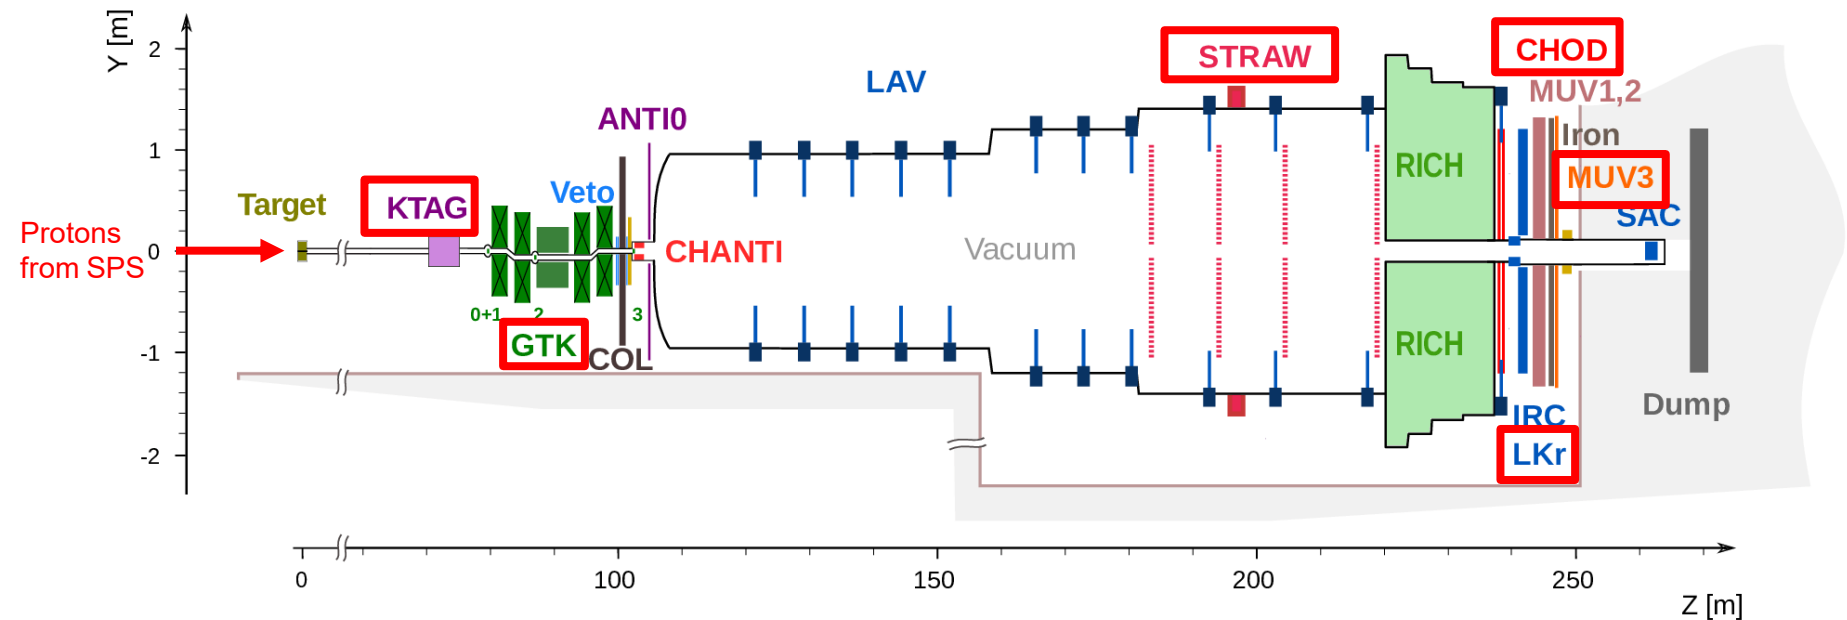 Y [m]
2
1
0
-1
-2
Protons
from SPS
Target
KTAG
GTK
0+1
2
3
Veto
COL
ANTI0
CHANTI
LAV
Vacuum
STRAW
RICH
RICH
CHOD
MUV1,2
Iron
MUV3
SAC
IRC
LKr
Dump
0
100
150
200
250
Z [m]